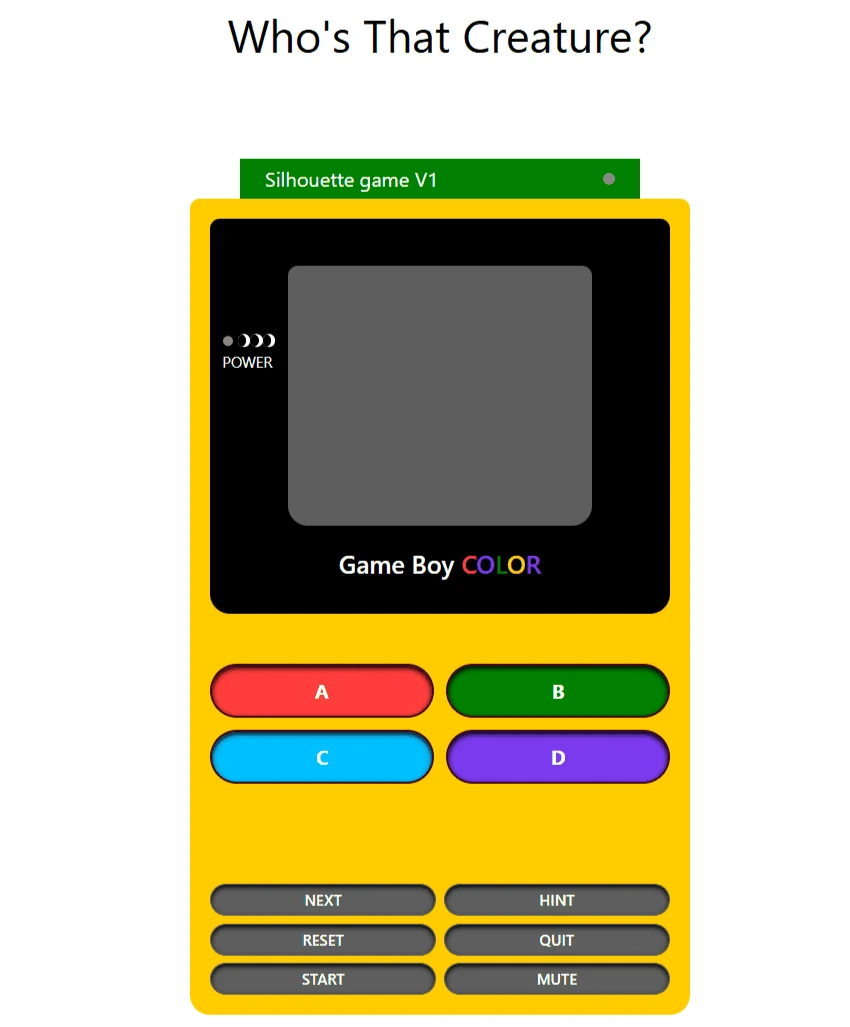 Who's That Creature?
Silhouette game V1
POWER
Game Boy COLOR
A B
C D
NEXT HINT
RESET QUIT
START MUTE